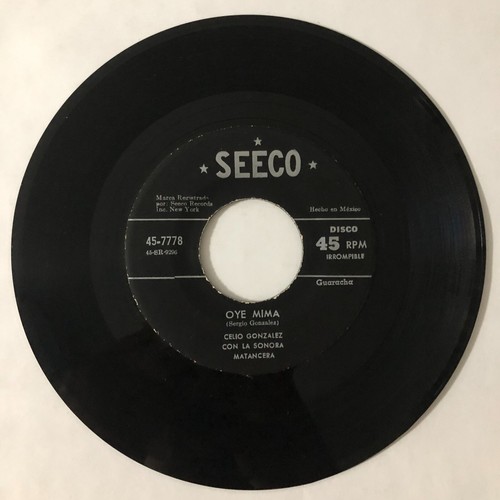 SEECO
Marca Registrada
por: Seeco Records
Inc. New York
Hecho en México
45-7778
DISCO
45 RPM
IRROMPIBLE
Guaracha
OYE MIMA
(Sergio Gonzalez)
CELIO GONZALEZ
CON LA SONORA
MATANCERA